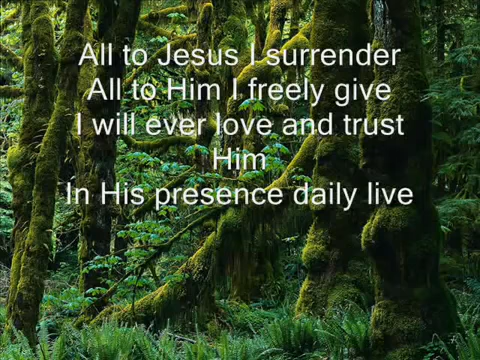 All to Jesus I surrender
All to Him I freely give
I will ever love and trust
Him
In His presence daily live